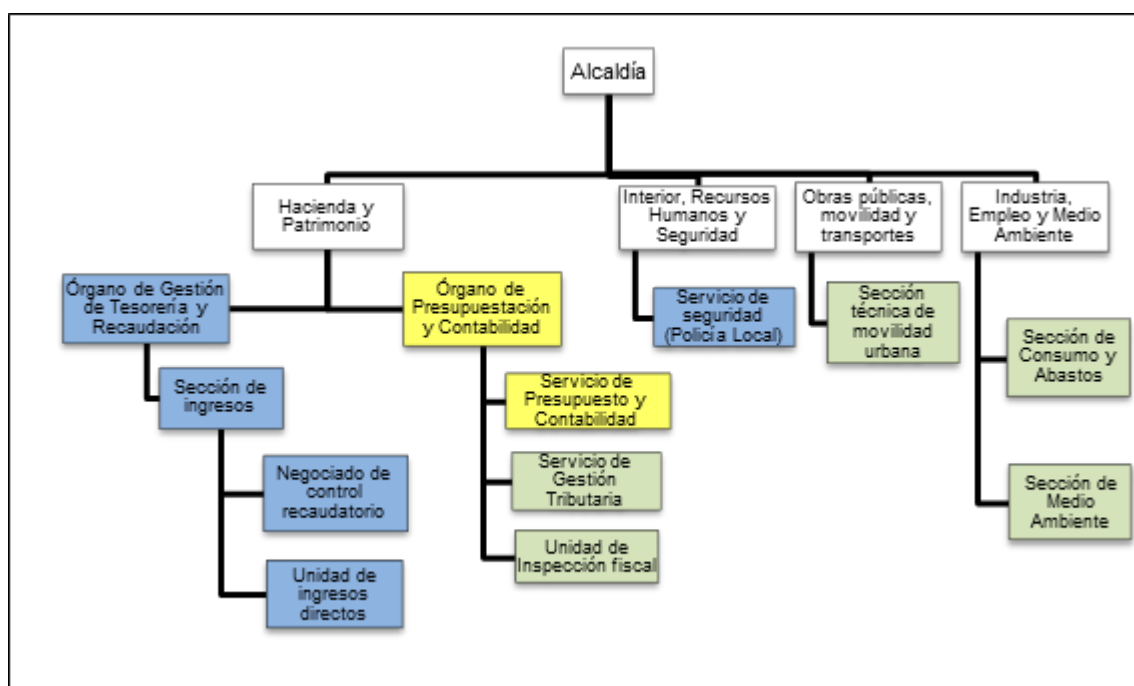 Alcaldía
Hacienda y
Patrimonio
Interior, Recursos
Humanos y
Seguridad
Obras públicas,
movilidad y
transportes
Industria,
Empleo y Medio
Ambiente
Órgano de Gestión
de Tesorería y
Recaudación
Órgano de
Presupuestación
y Contabilidad
Servicio de
seguridad
(Policía Local)
Sección
técnica de
movilidad
urbana
Sección de
Consumo y
Abastos
Sección de
ingresos
Servicio de
Presupuesto y
Contabilidad
Negociado de
control
recaudatorio
Servicio de
Gestión
Tributaria
Sección de
Medio
Ambiente
Unidad de
ingresos
directos
Unidad de
Inspección fiscal